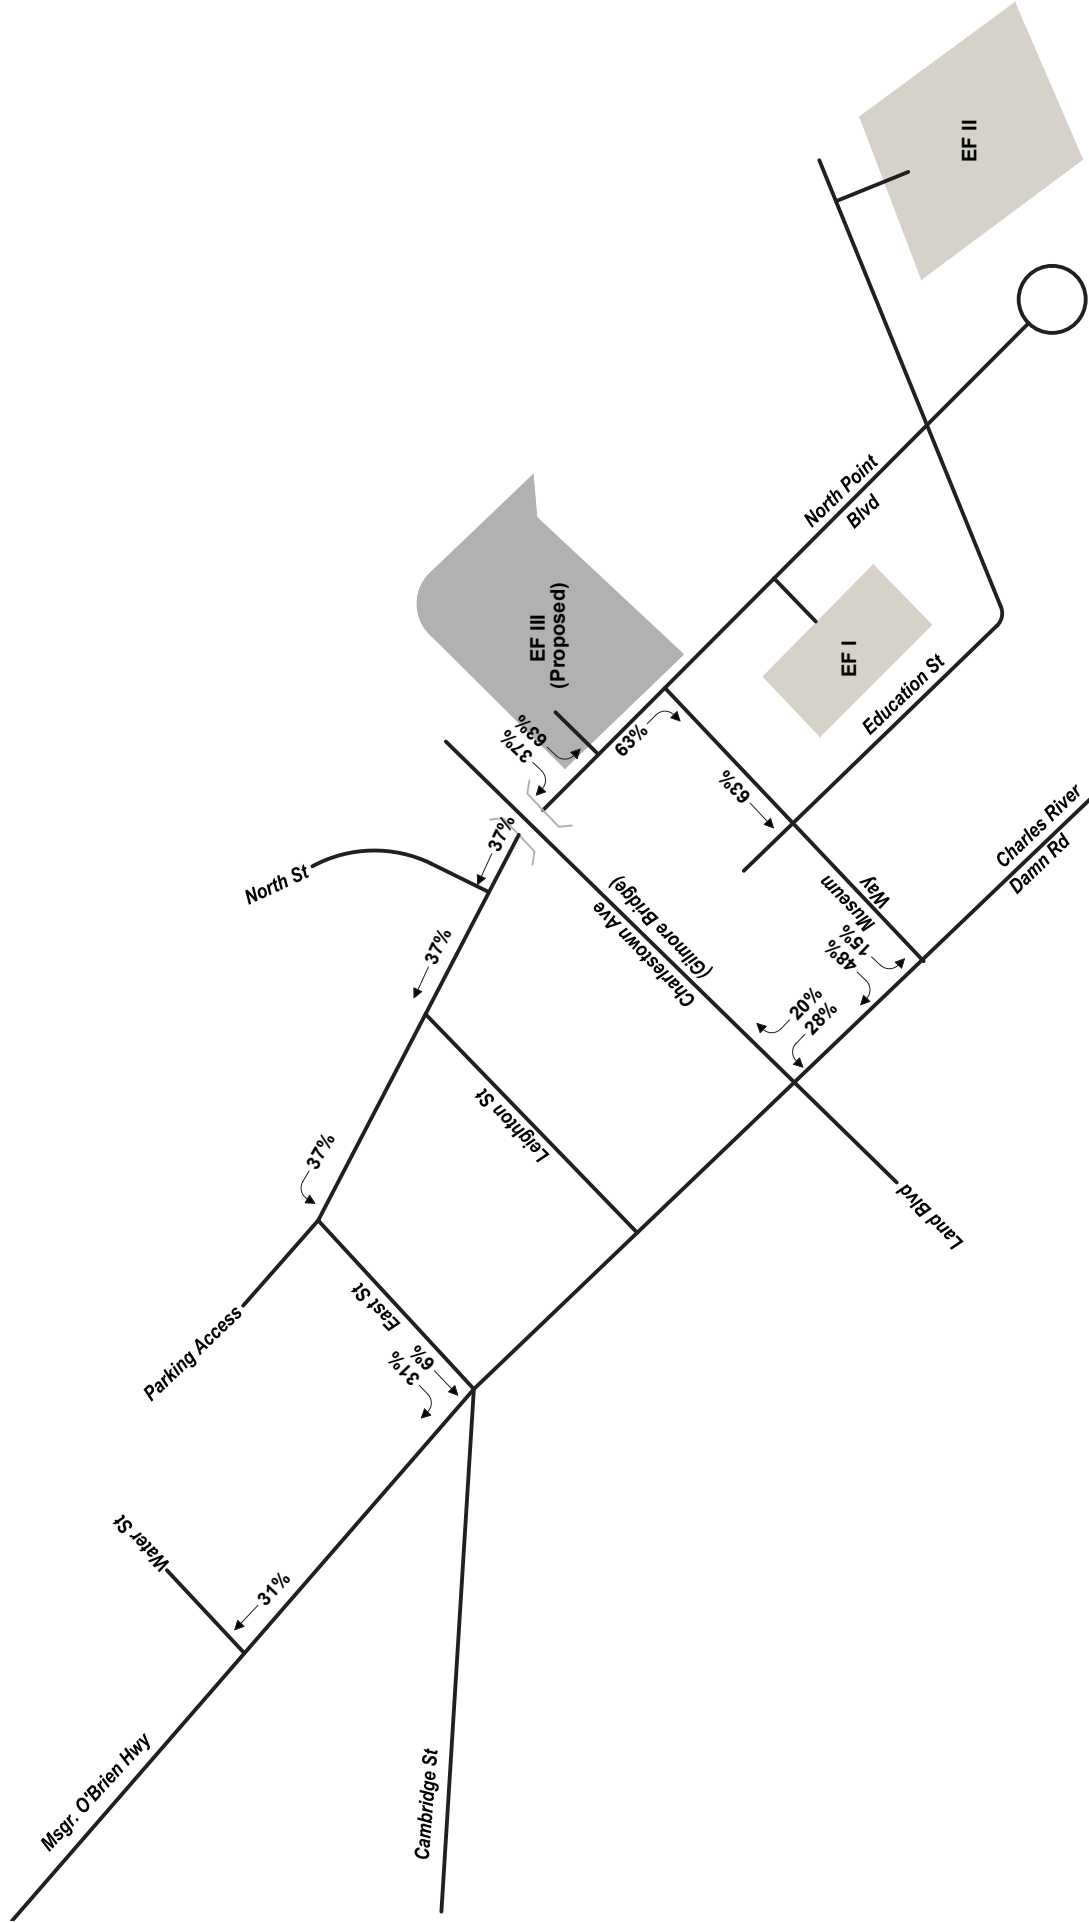 EF II
North Point
Blvd
EF III
(Proposed)
EF I
Education St
63%
37%
63%
63%
37%
North St
Charles River
Damn Rd
Museum
Way
Charlestown Ave
(Gilmore Bridge)
37%
15%
48%
20%
28%
Leighton St
37%
Land Blvd
East St
Parking Access
6%
31%
Water St
31%
Msgr. O'Brien Hwy
Cambridge St